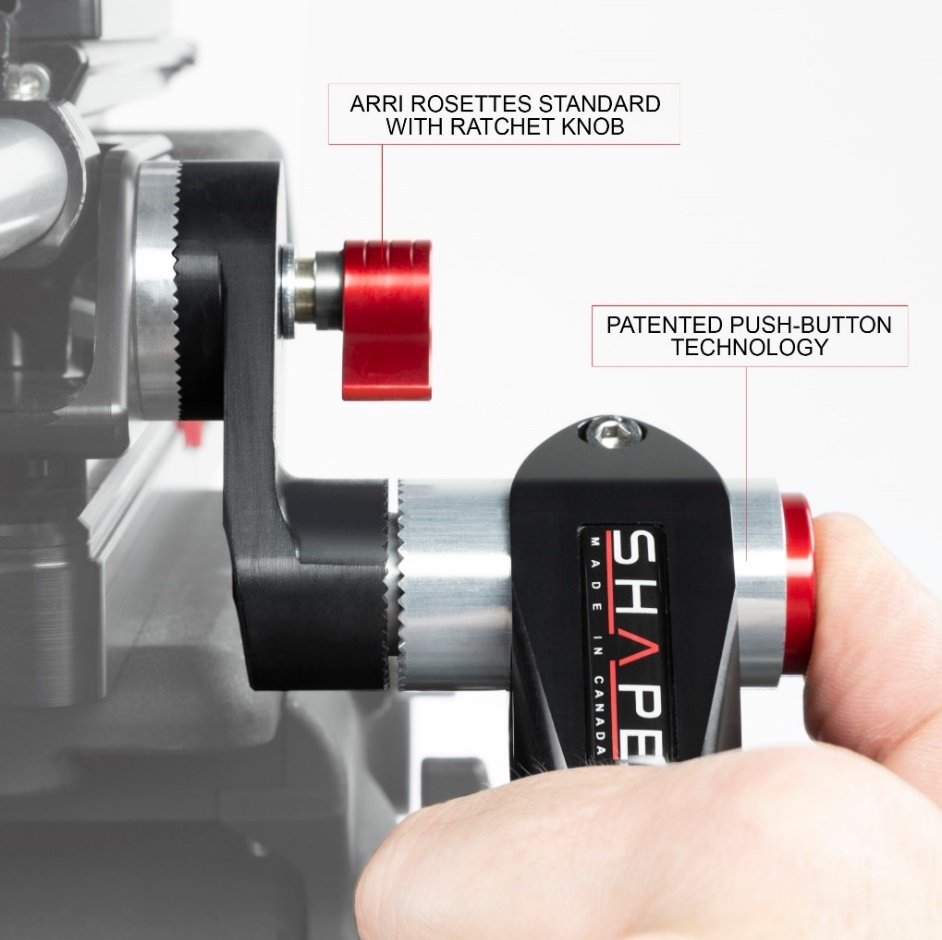 ARRI ROSETTES STANDARD
WITH RATCHET KNOB
PATENTED PUSH-BUTTON
TECHNOLOGY
SHAPE
MADE IN CANADA